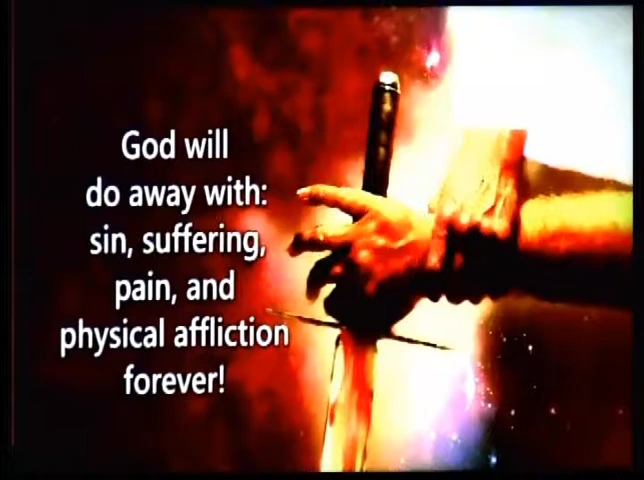 God will
do away with:
sin, suffering,
pain, and
physical affliction
forever!